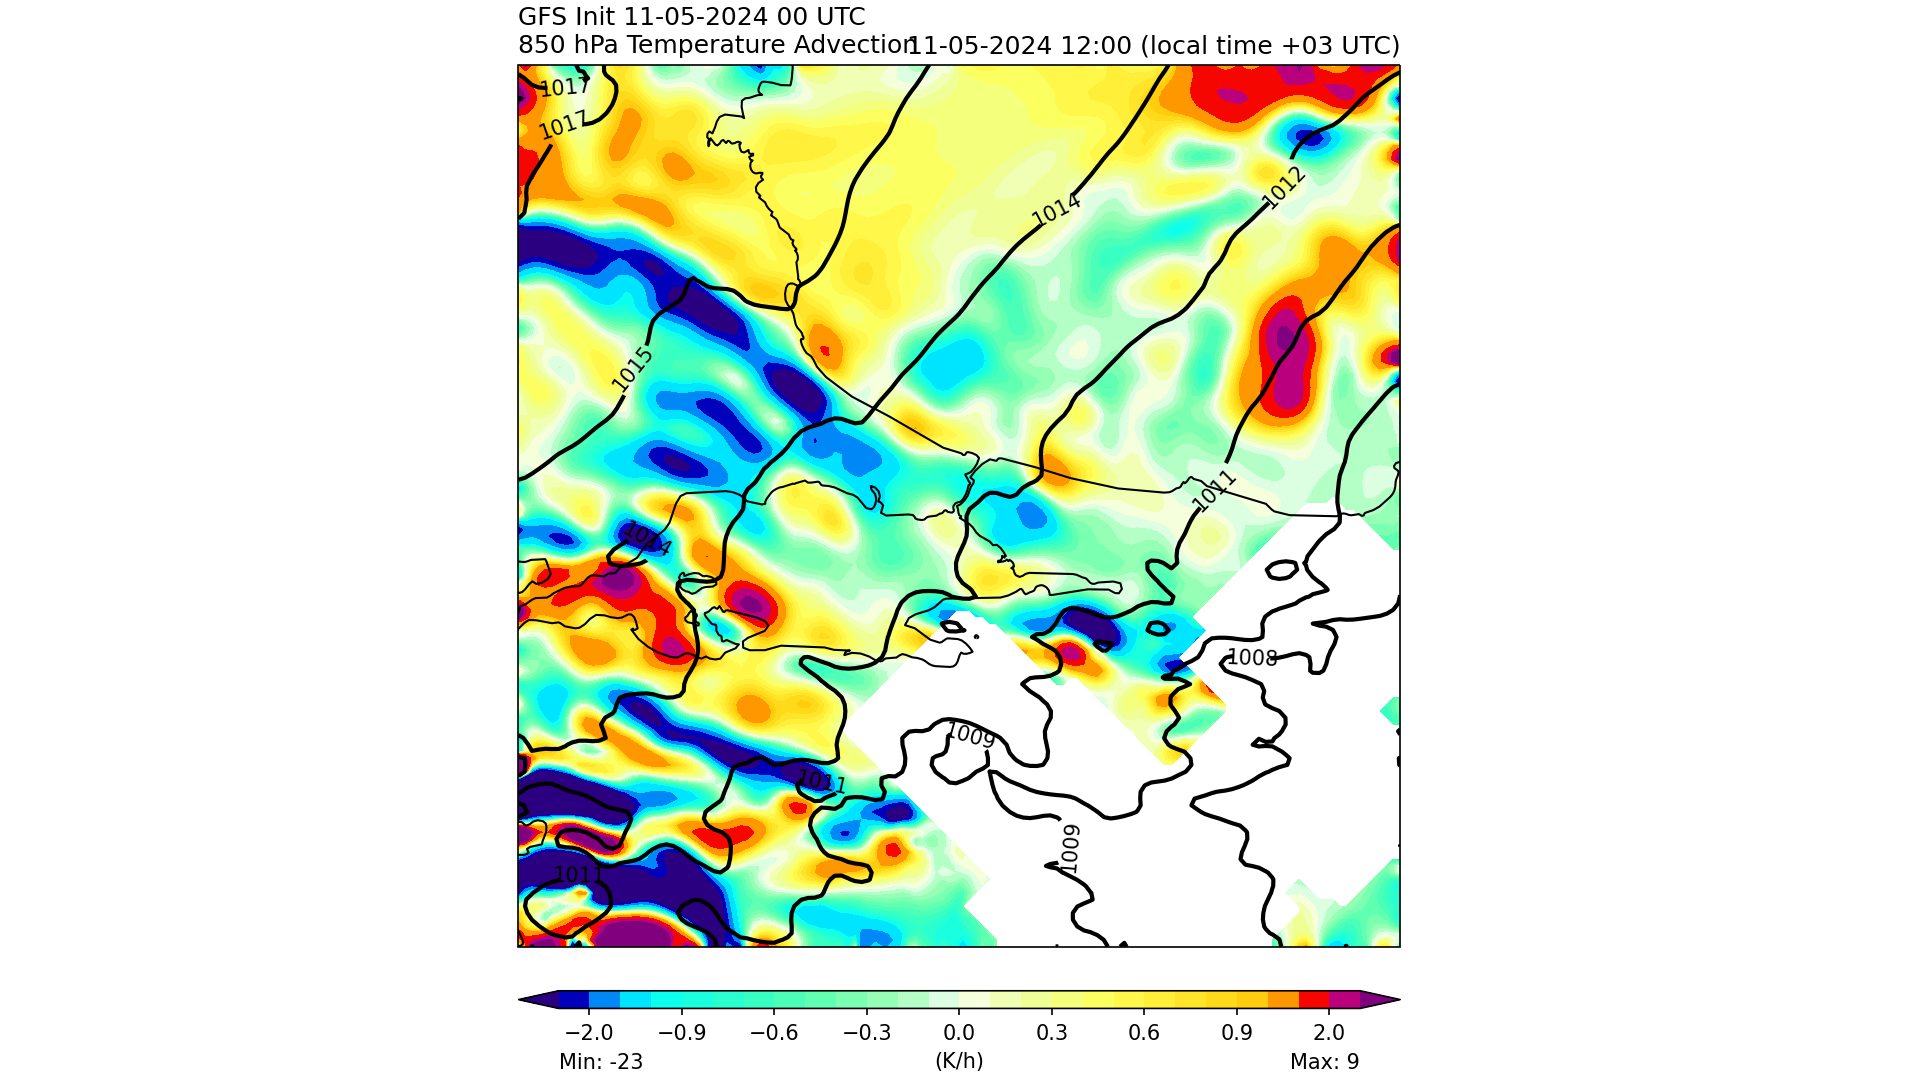 GFS Init 11-05-2024 00 UTC
850 hPa Temperature Advection
11-05-2024 12:00 (local time +03 UTC)
1017
1017
1014
1012
1015
1011
1014
1008
1009
1011
1009
1011
−2.0 −0.9 −0.6 −0.3 0.0 0.3 0.6 0.9 2.0
Min: -23 (K/h) Max: 9